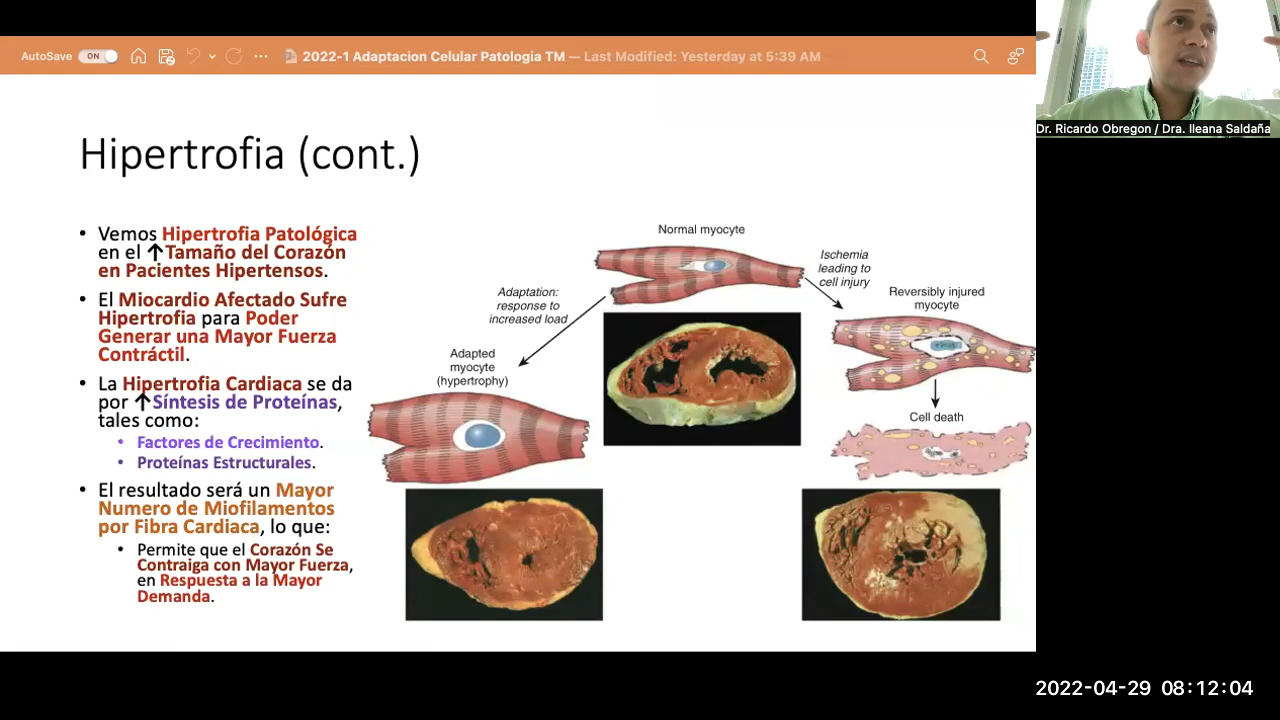 AutoSave ON ... 2022-1 Adaptacion Celular Patologia TM — Last Modified: Yesterday at 5:39 AM
Dr. Ricardo Obregon / Dra. Ileana Saldaña
Hipertrofia (cont.)
• Vemos Hipertrofia Patológica
en el ↑Tamaño del Corazón
en Pacientes Hipertensos.
• El Miocardio Afectado Sufre
Hipertrofia para Poder
Generar una Mayor Fuerza
Contráctil.
• La Hipertrofia Cardiaca se da
por ↑Síntesis de Proteínas,
tales como:
• Factores de Crecimiento.
• Proteínas Estructurales.
• El resultado será un Mayor
Numero de Miofilamentos
por Fibra Cardiaca, lo que:
• Permite que el Corazón Se
Contraiga con Mayor Fuerza,
en Respuesta a la Mayor
Demanda.
Normal myocyte
Adaptation:
response to
increased load
Adapted
myocyte
(hypertrophy)
Ischemia
leading to
cell injury
Reversibly injured
myocyte
Cell death
2022-04-29 08:12:04